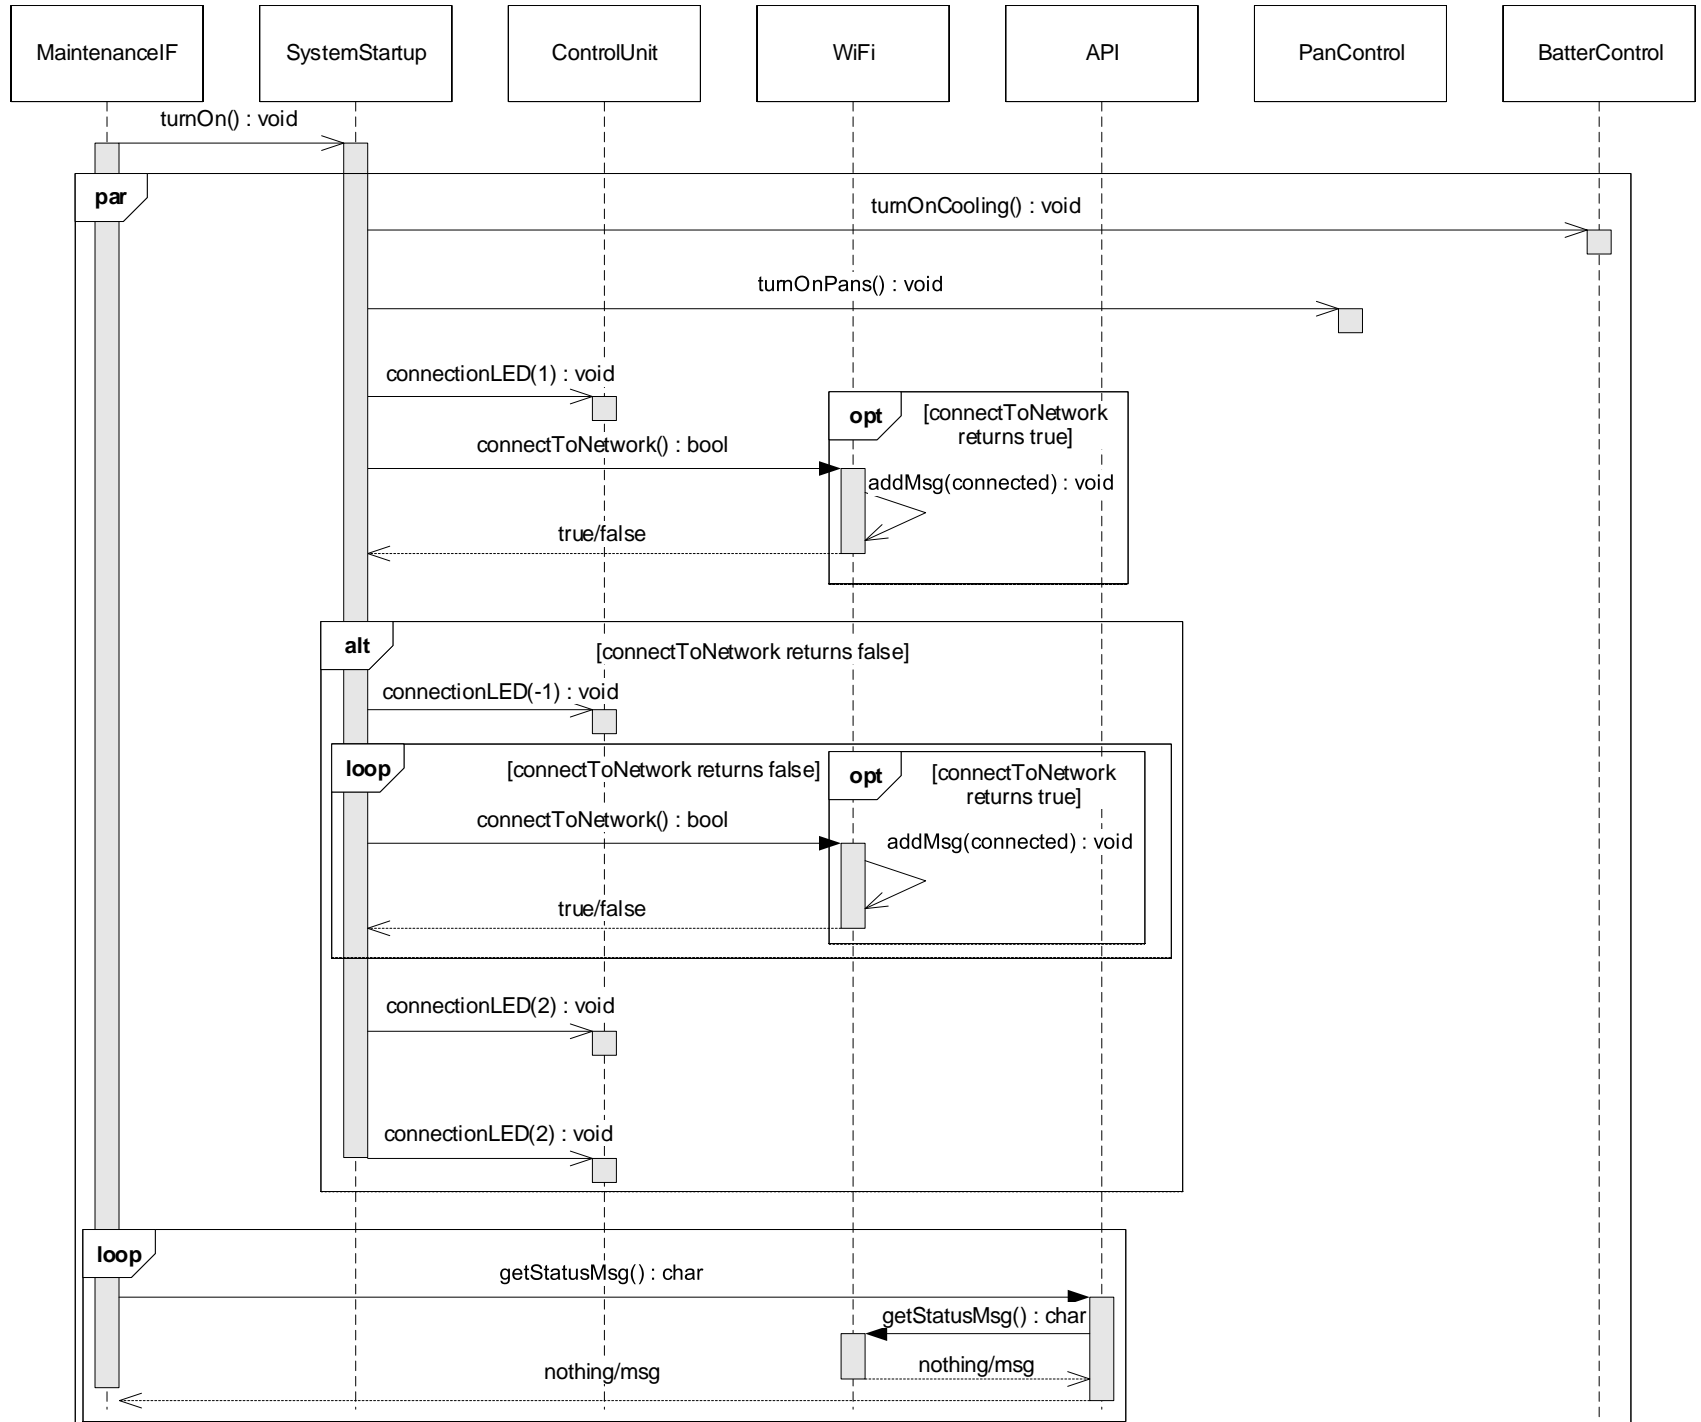 MaintenanceIF
SystemStartup
ControlUnit
WiFi
API
PanControl
BatterControl
turnOn() : void
par
turnOnCooling() : void
turnOnPans() : void
connectionLED(1) : void
opt
[connectToNetwork
returns true]
connectToNetwork() : bool
addMsg(connected) : void
true/false
alt
[connectToNetwork returns false]
connectionLED(-1) : void
loop
[connectToNetwork returns false]
opt
[connectToNetwork
returns true]
connectToNetwork() : bool
addMsg(connected) : void
true/false
connectionLED(2) : void
connectionLED(2) : void
loop
getStatusMsg() : char
getStatusMsg() : char
nothing/msg
nothing/msg